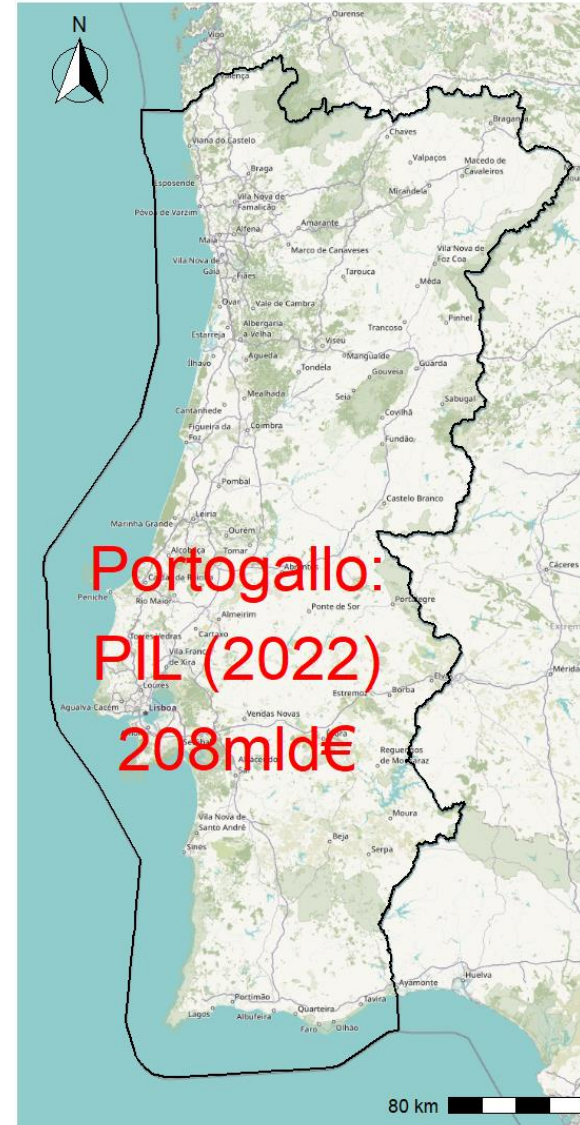 N
Ourense
Vigo
Valença
Chaves
Bragança
Viana do Castelo
Valpaços
Macedo de
Cavaleiros
Braga
Esposende
Mirandela
Vila Nova de
Famalicão
Póvoa de Varzim
Amarante
Alfena
Maia
Marco de Canaveses
Vila Nova de
Gaia
Vila Nova de
Foz Coa
Fiães
Tarouca
Mêda
Ovar
Vale de Cambra
Pinhel
Albergaria
a-Velha
Trancoso
Estarreja
Viseu
Ílhavo
Águeda
Mangualde
Guarda
Tondela
Gouveia
Mealhada
Seia
Sabugal
Cantanhede
Covilhã
Figueira da
Foz
Coimbra
Fundão
Pombal
Castelo Branco
Leiria
Marinha Grande
Ourém
Alcobaça
Tomar
Portogallo:
Cáceres
Peniche
Rio Maior
Ponte de Sor
Portalegre
Almeirim
Torres Vedras
Cartaxo
Vila Franca
de Xira
PIL (2022)
Mérida
Loures
Estremoz
Borba
Agualva Cacém
Lisboa
Vendas Novas
208mld€
Reguengos
de Monsaraz
Vila Nova de
Santo André
Moura
Sines
Beja
Serpa
Huelva
Ayamonte
Portimão
Tavira
Lagos
Albufeira
Quarteira
Faro
Olhão
80 km